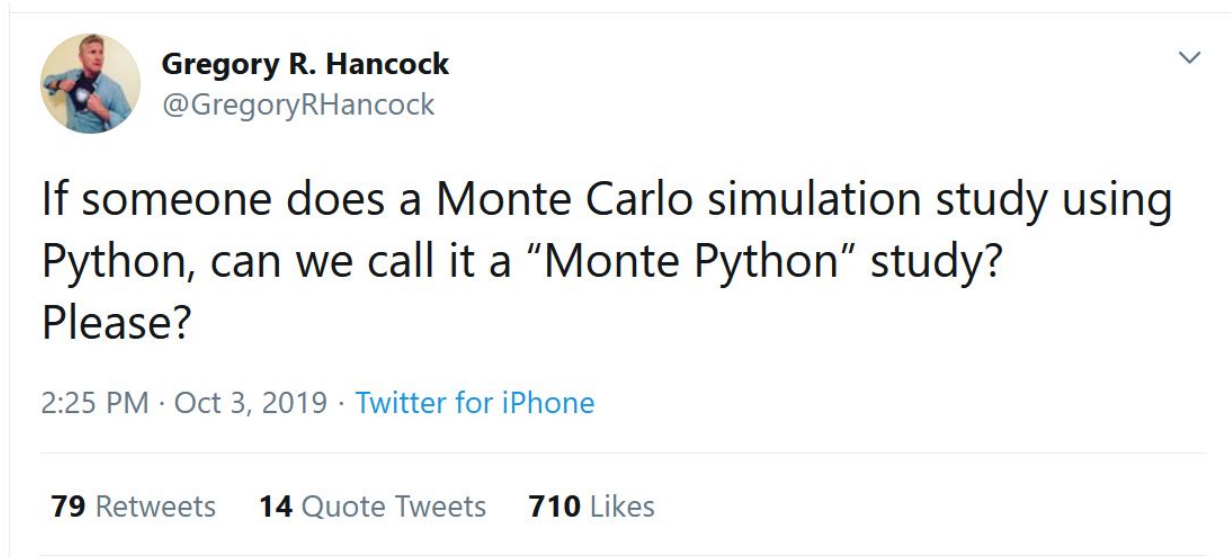 Gregory R. Hancock
@GregoryRHancock
If someone does a Monte Carlo simulation study using
Python, can we call it a “Monte Python” study?
Please?
2:25 PM · Oct 3, 2019 · Twitter for iPhone
79 Retweets 14 Quote Tweets 710 Likes